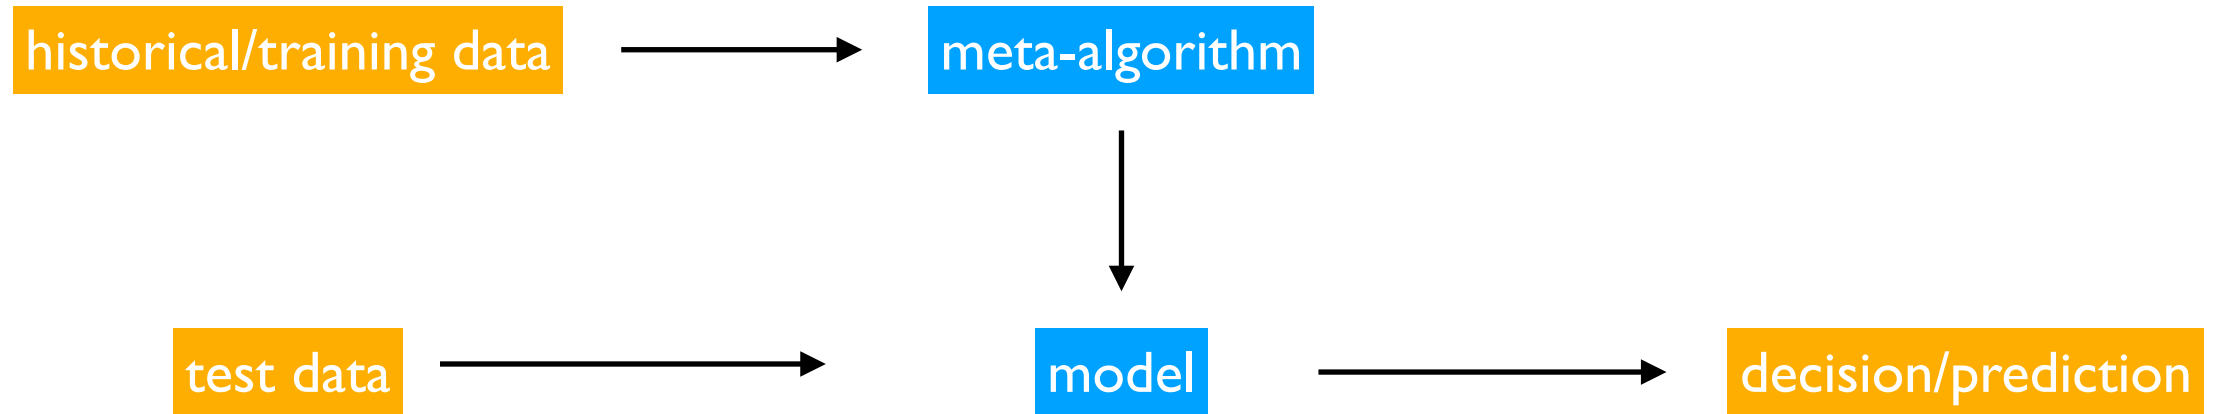 historical/training data
meta-algorithm
test data
model
decision/prediction